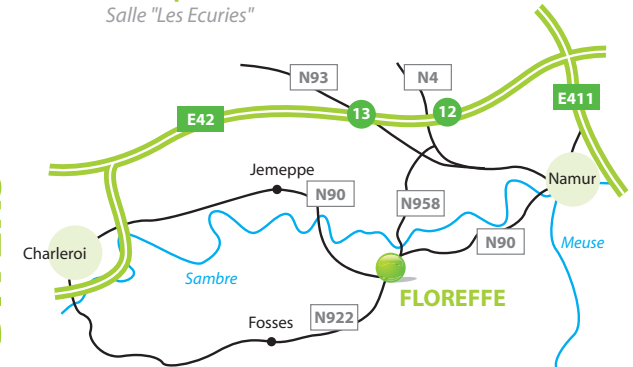 Salle "Les Ecuries"
N93
N4
E411
E42
13
12
Jemeppe
Namur
N90
N958
Charleroi
N90
Meuse
Sambre
FLOREFFE
Fosses
N922